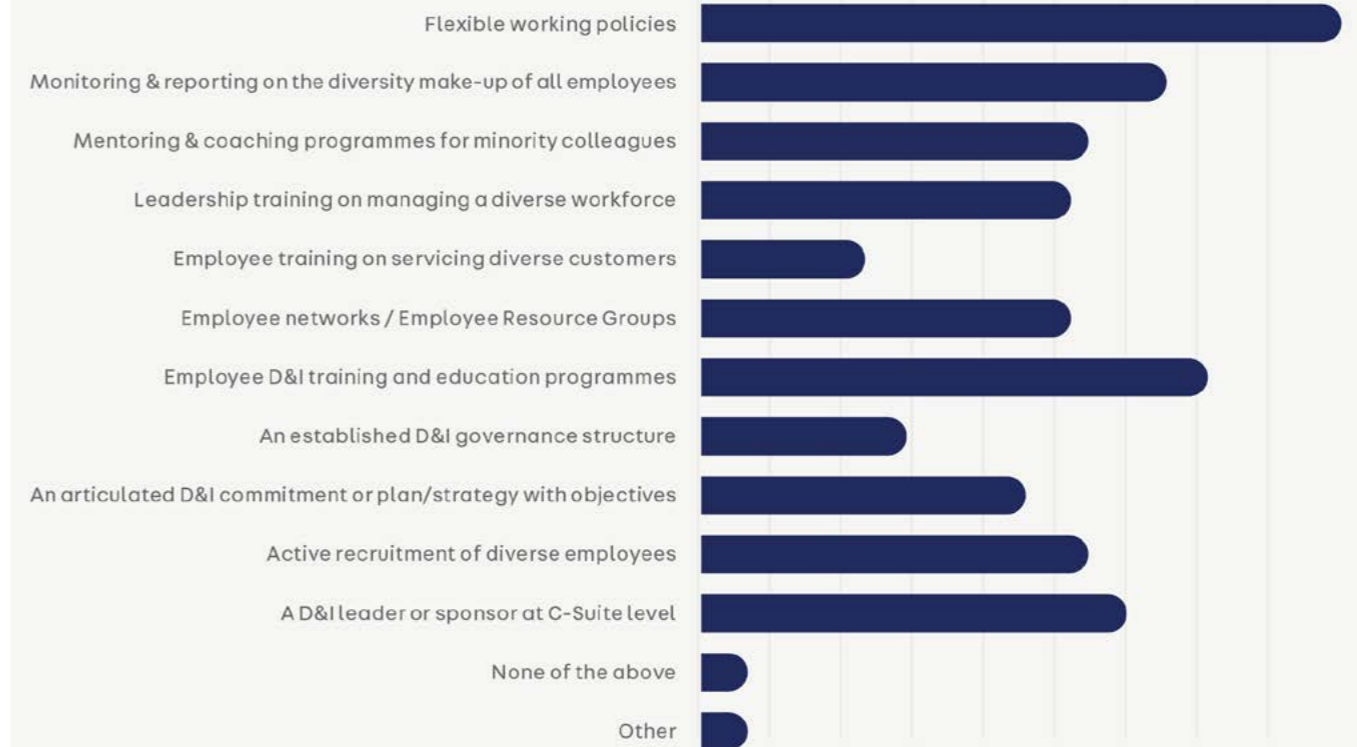 Flexible working policies
Monitoring & reporting on the diversity make-up of all employees
Mentoring & coaching programmes for minority colleagues
Leadership training on managing a diverse workforce
Employee training on servicing diverse customers
Employee networks / Employee Resource Groups
Employee D&I training and education programmes
An established D&I governance structure
An articulated D&I commitment or plan/strategy with objectives
Active recruitment of diverse employees
A D&I leader or sponsor at C-Suite level
None of the above
Other